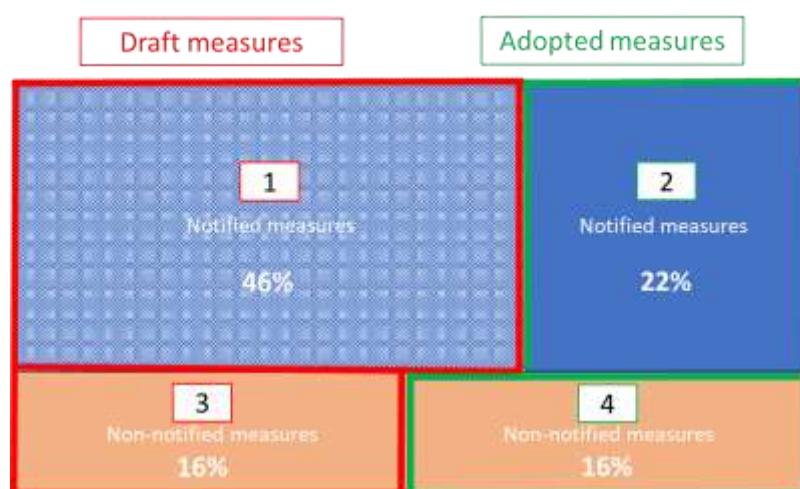 Draft measures
Adopted measures
1
Notified measures
46%
2
Notified measures
22%
3
Non-notified measures
16%
4
Non-notified measures
16%